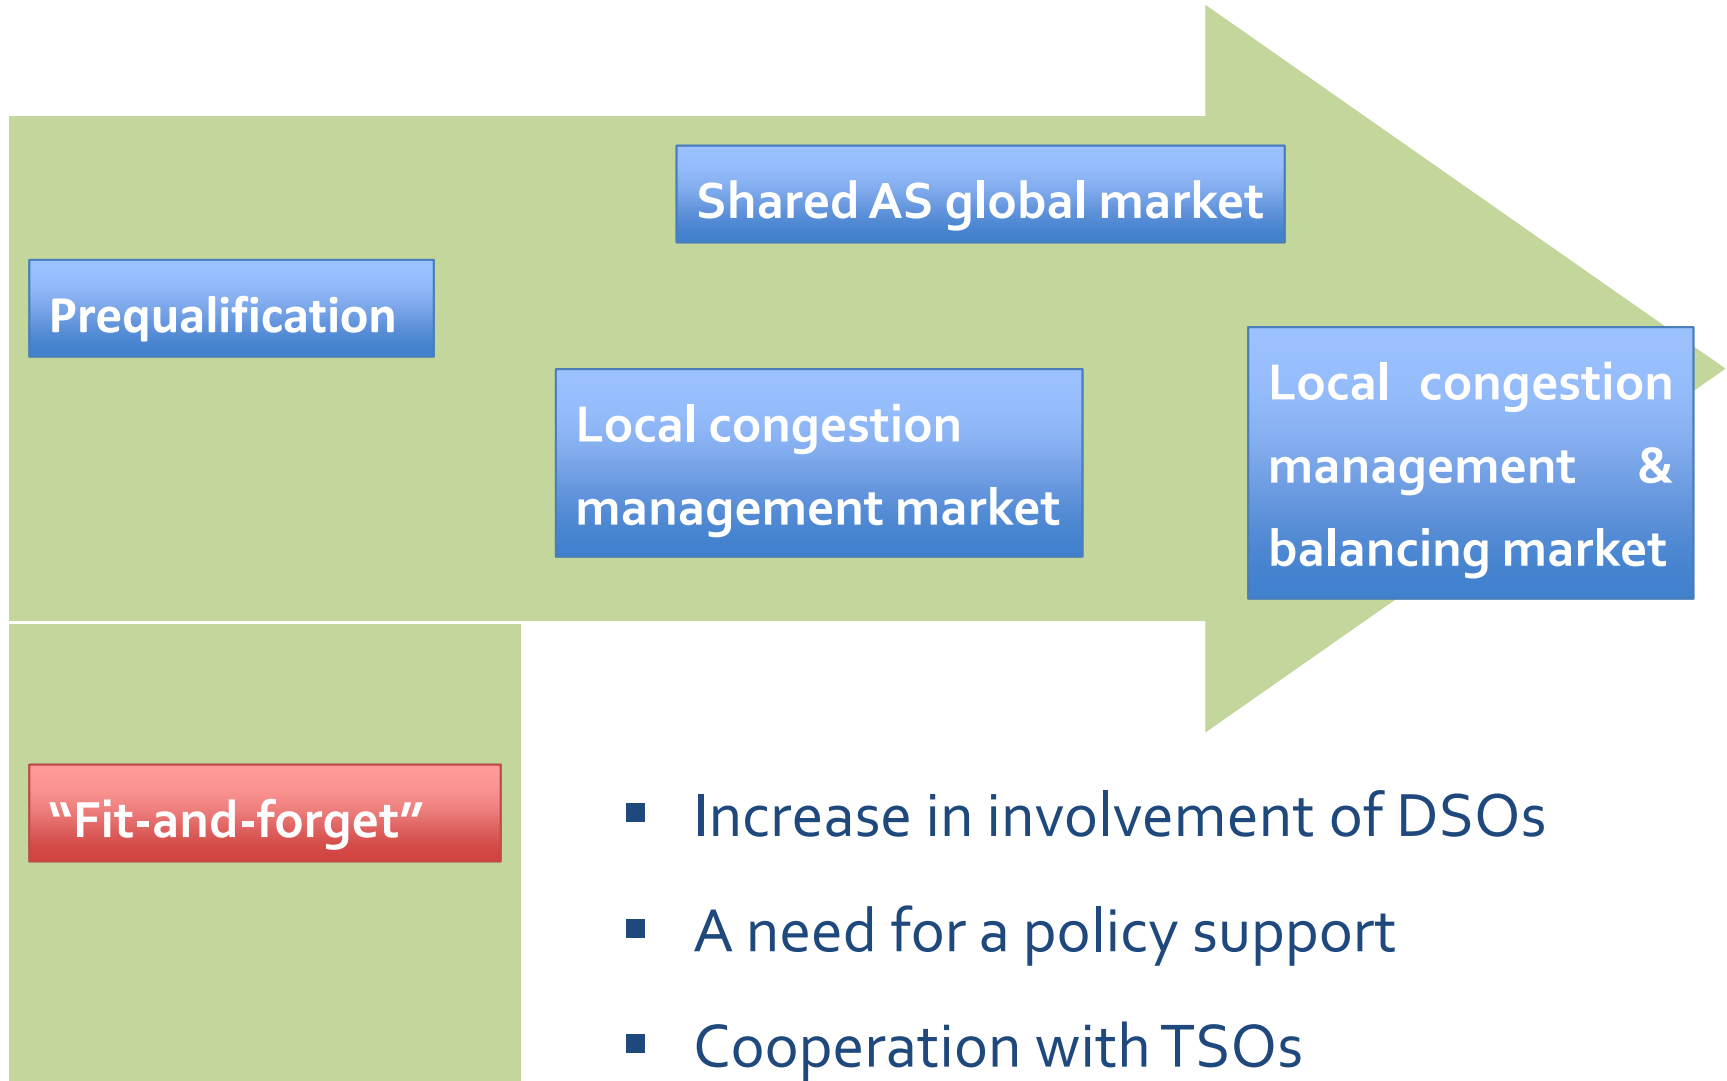 Shared AS global market
Prequalification
Local congestion
management market
Local congestion
management &
balancing market
“Fit-and-forget”
▪ Increase in involvement of DSOs
▪ A need for a policy support
▪ Cooperation with TSOs